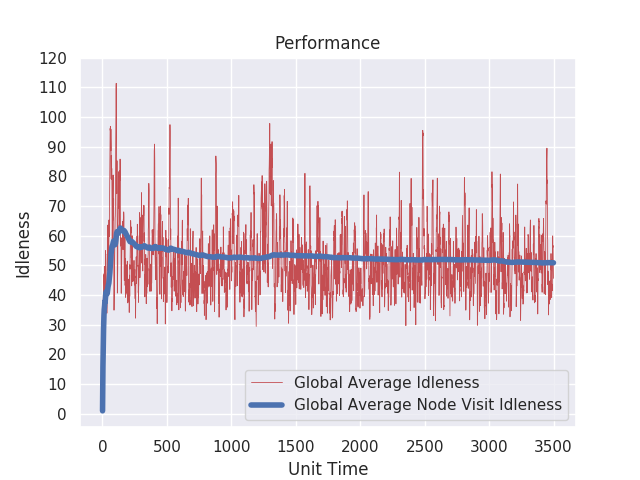 Performance
Idleness
120
110
100
90
80
70
60
50
40
30
20
10
0
Global Average Idleness
Global Average Node Visit Idleness
0 500 1000 1500 2000 2500 3000 3500
Unit Time